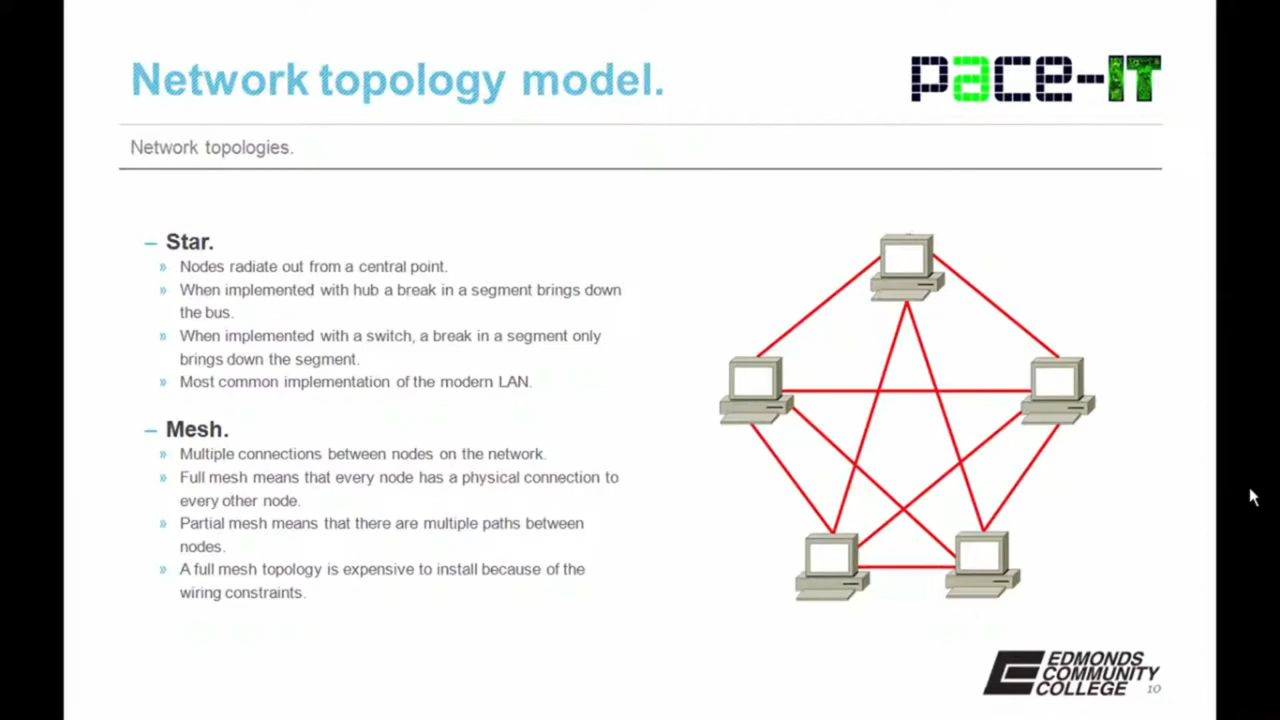 Network topology model.
pace-IT
Network topologies.
– Star.
» Nodes radiate out from a central point.
» When implemented with hub a break in a segment brings down
the bus.
» When implemented with a switch, a break in a segment only
brings down the segment.
» Most common implementation of the modern LAN.
– Mesh.
» Multiple connections between nodes on the network.
» Full mesh means that every node has a physical connection to
every other node.
» Partial mesh means that there are multiple paths between
nodes.
» A full mesh topology is expensive to install because of the
wiring constraints.
EDMONDS
COMMUNITY
COLLEGE
10